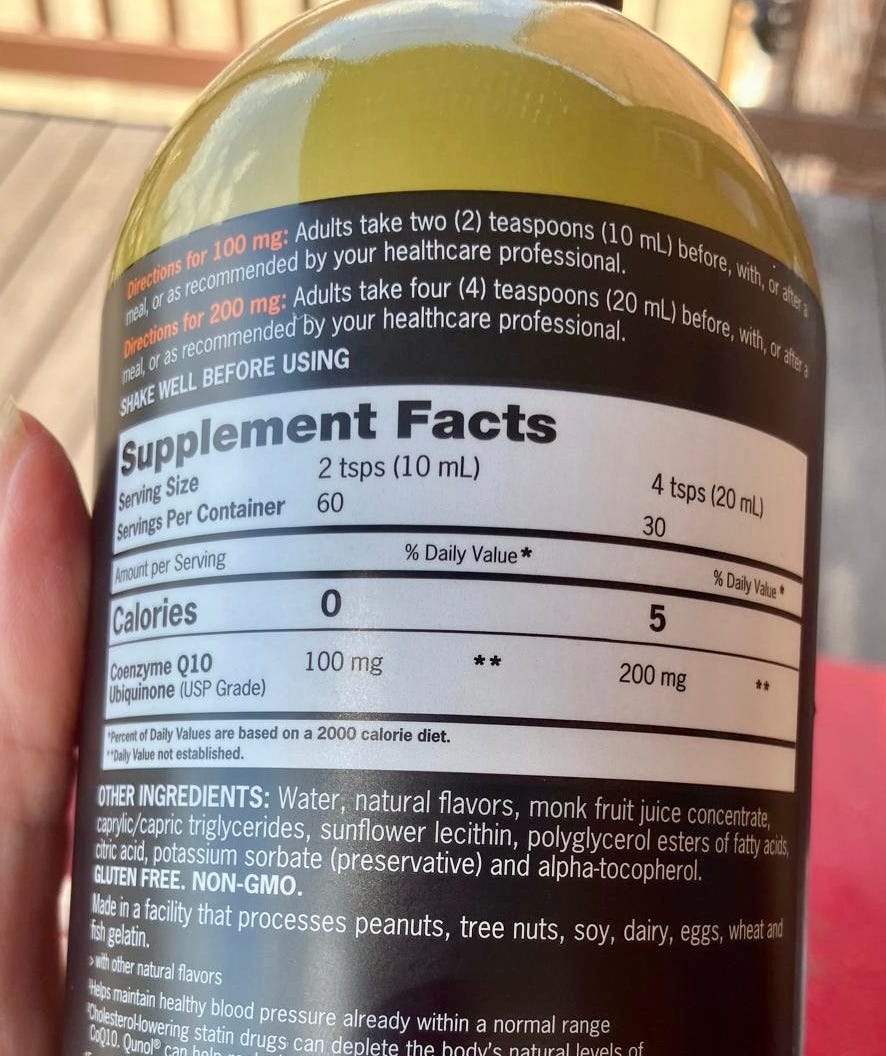 Directions for 100 mg: Adults take two (2) teaspoons (10 mL) before, with, or after a
meal, or as recommended by your healthcare professional.
Directions for 200 mg: Adults take four (4) teaspoons (20 mL) before, with, or after a
meal, or as recommended by your healthcare professional.
SHAKE WELL BEFORE USING
Supplement Facts
Serving Size 2 tsps (10 mL) 4 tsps (20 mL)
Servings Per Container 60 30
Amount per Serving % Daily Value* % Daily Value*
Calories 0 5
Coenzyme Q10 100 mg ** 200 mg **
Ubiquinone (USP Grade)
*Percent of Daily Values are based on a 2000 calorie diet.
**Daily Value not established.
OTHER INGREDIENTS: Water, natural flavors, monk fruit juice concentrate,
caprylic/capric triglycerides, sunflower lecithin, polyglycerol esters of fatty acids,
citric acid, potassium sorbate (preservative) and alpha-tocopherol.
GLUTEN FREE. NON-GMO.
Made in a facility that processes peanuts, tree nuts, soy, dairy, eggs, wheat and
fish gelatin.
> with other natural flavors
Helps maintain healthy blood pressure already within a normal range
Cholesterol-lowering statin drugs can deplete the body's natural levels of
CoQ10. Qunol® can help